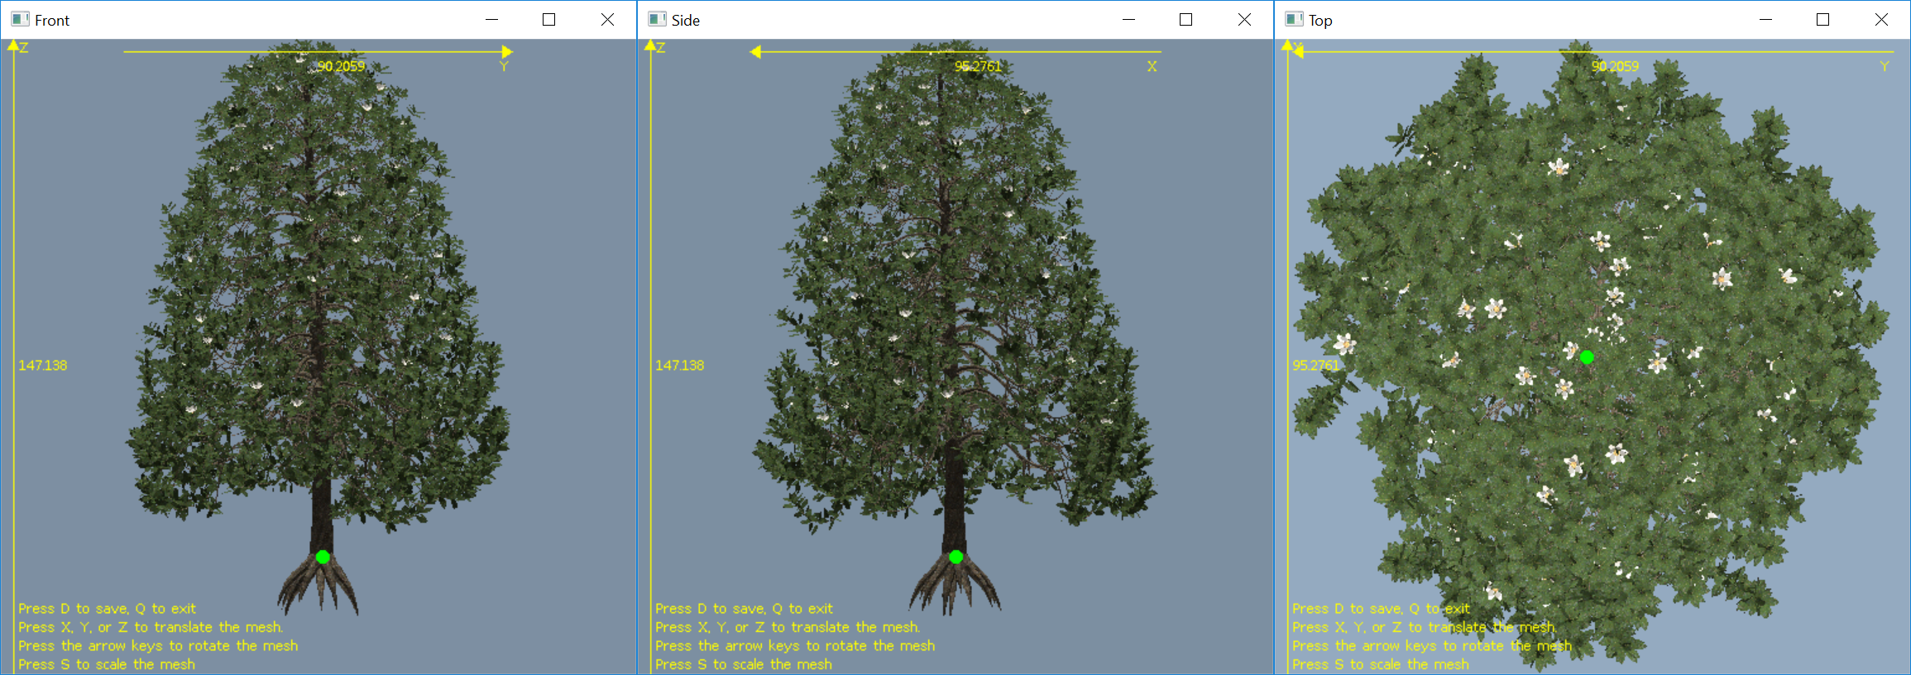 Front
Z
90.2059
Y
147.138
Press D to save, Q to exit
Press X, Y, or Z to translate the mesh.
Press the arrow keys to rotate the mesh
Press S to scale the mesh
Side
Z
95.2761
X
147.138
Press D to save, Q to exit
Press X, Y, or Z to translate the mesh.
Press the arrow keys to rotate the mesh
Press S to scale the mesh
Top
90.2059
Y
95.2761
Press D to save, Q to exit
Press X, Y, or Z to translate the mesh.
Press the arrow keys to rotate the mesh
Press S to scale the mesh